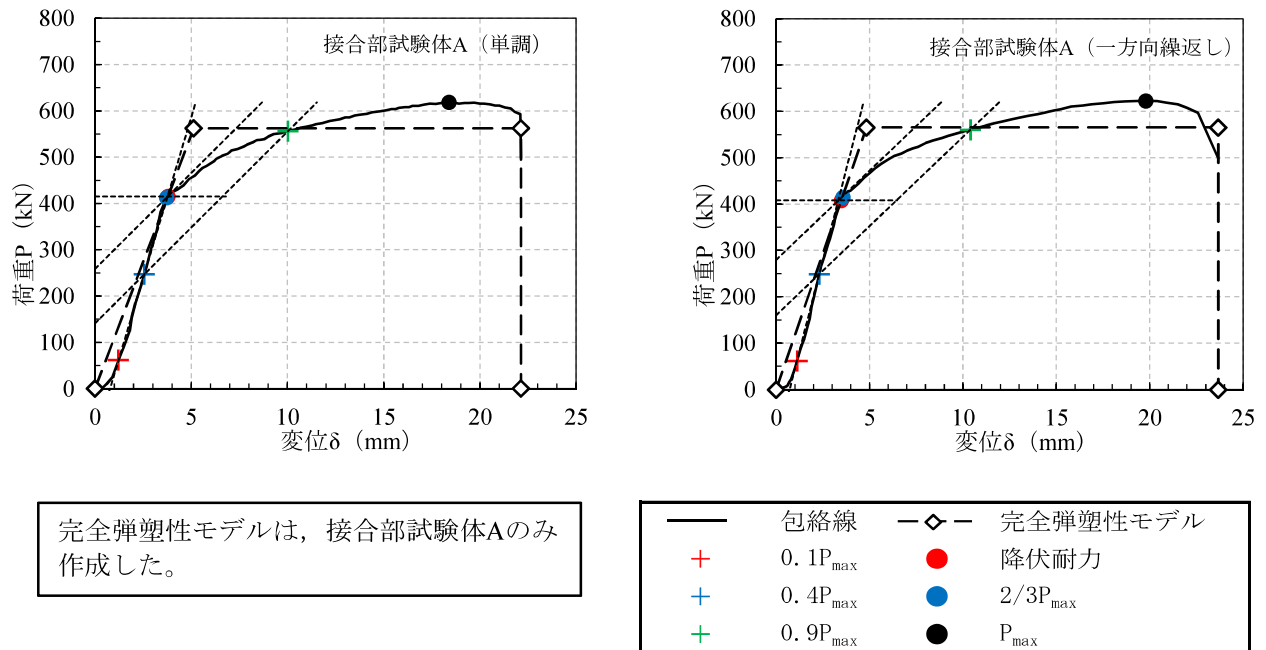 接合部試験体A（単調）
800
700
600
500
400
300
200
100
0
荷重P（kN）
0 5 10 15 20 25
変位δ（mm）
接合部試験体A（一方向繰返し）
800
700
600
500
400
300
200
100
0
荷重P（kN）
0 5 10 15 20 25
変位δ（mm）
完全弾塑性モデルは，接合部試験体Aのみ
作成した。
包絡線 完全弾塑性モデル
0.1Pmax 降伏耐力
0.4Pmax 2/3Pmax
0.9Pmax Pmax